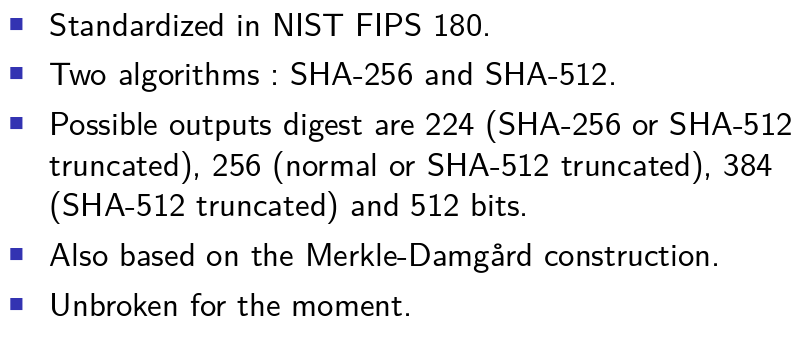 Standardized in NIST FIPS 180.
Two algorithms : SHA-256 and SHA-512.
Possible outputs digest are 224 (SHA-256 or SHA-512
truncated), 256 (normal or SHA-512 truncated), 384
(SHA-512 truncated) and 512 bits.
Also based on the Merkle-Damgård construction.
Unbroken for the moment.